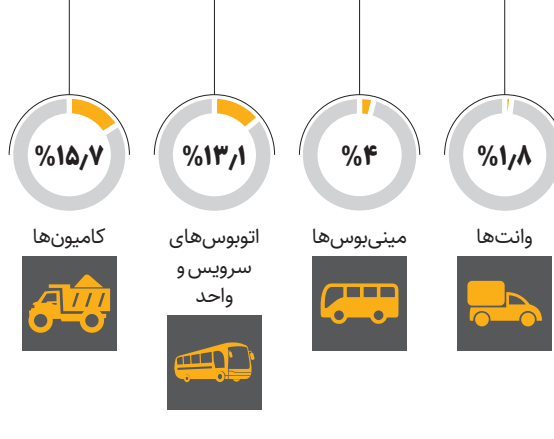 %۱٫۸
وانت‌ها
%۴
مینی‌بوس‌ها
%۱۳٫۱
اتوبوس‌های
سرویس و
واحد
%۱۵٫۷
کامیون‌ها